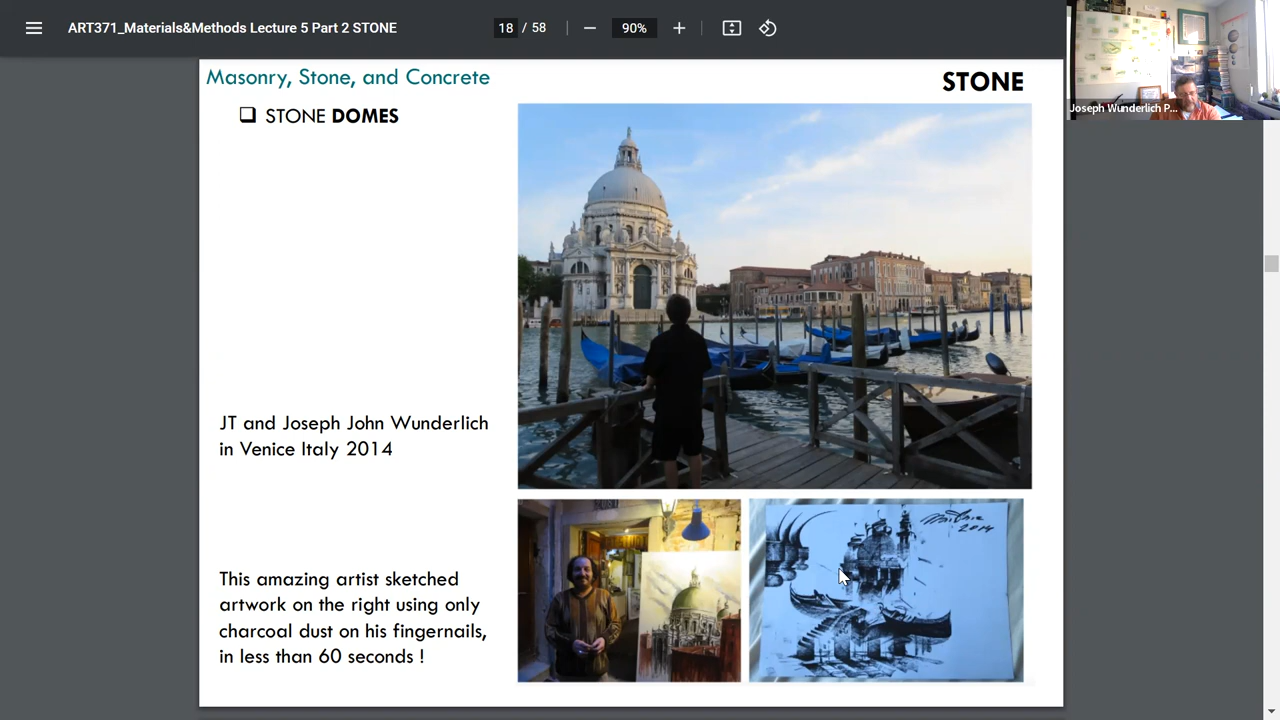 ART371_Materials&Methods Lecture 5 Part 2 STONE
18 / 58
90%
Joseph Wunderlich P...
Masonry, Stone, and Concrete
STONE
STONE DOMES
JT and Joseph John Wunderlich
in Venice Italy 2014
This amazing artist sketched
artwork on the right using only
charcoal dust on his fingernails,
in less than 60 seconds !
2014